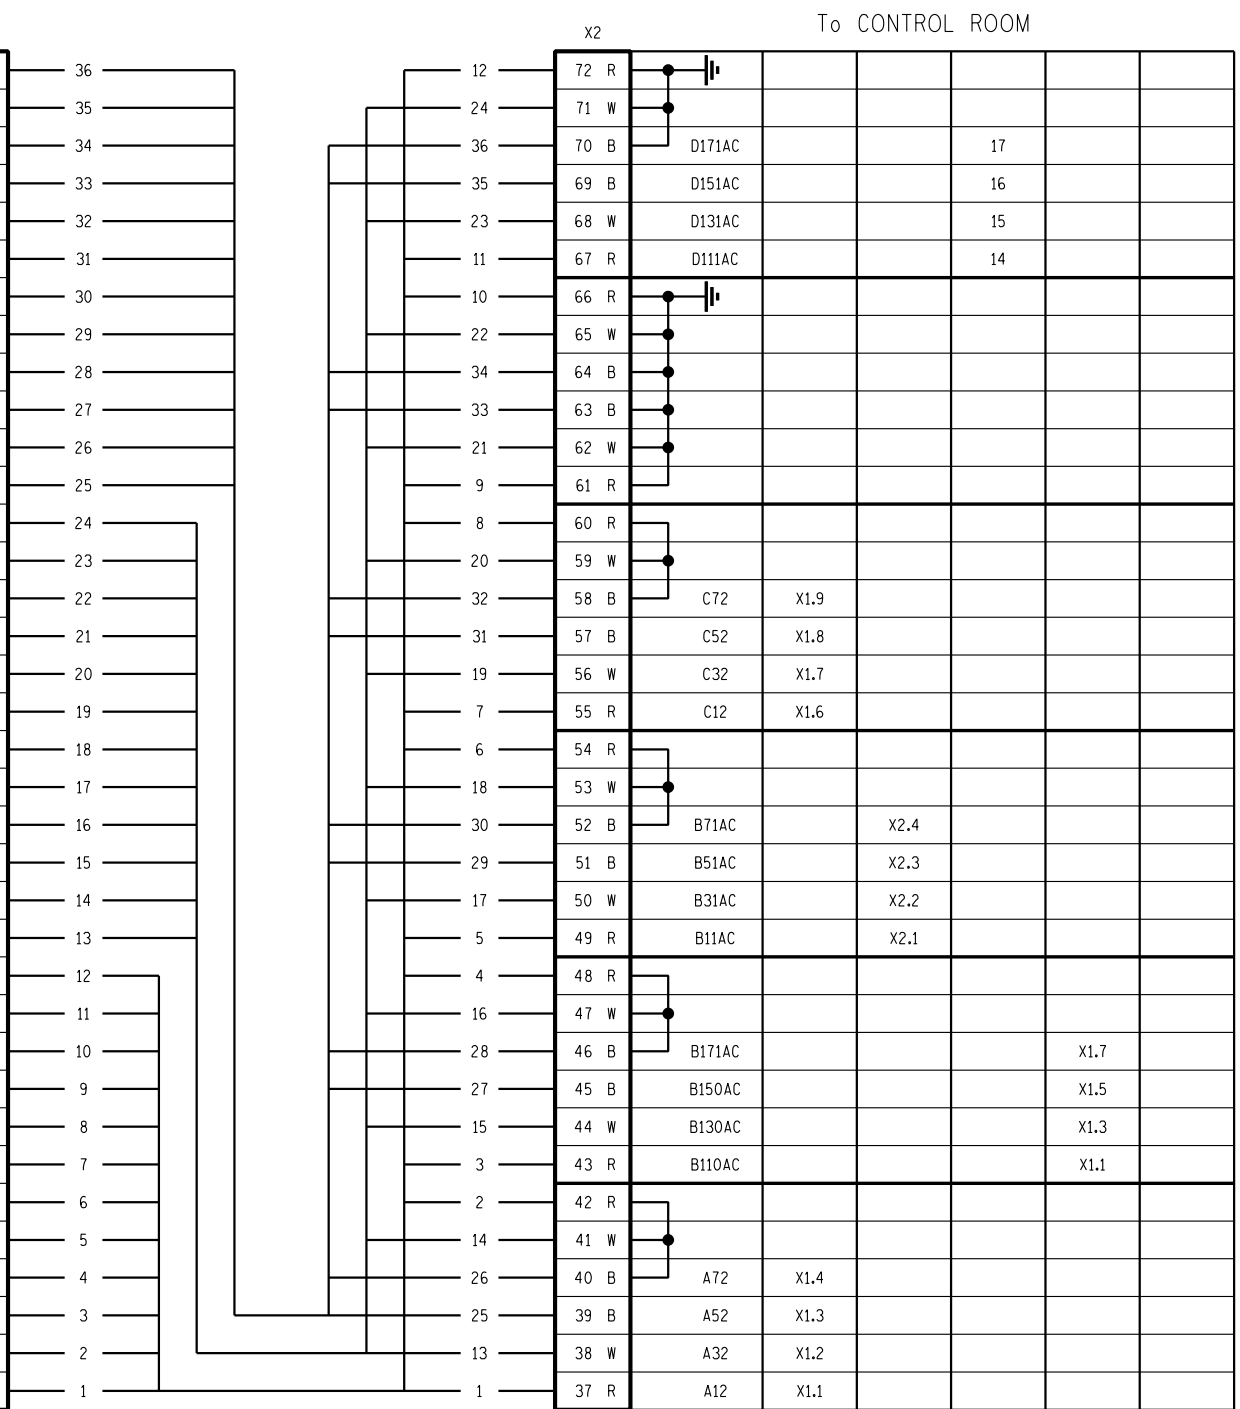 To CONTROL ROOM
X2
36 12 72 R
35 24 71 W
34 36 70 B D171AC 17
33 35 69 B D151AC 16
32 23 68 W D131AC 15
31 11 67 R D111AC 14
30 10 66 R
29 22 65 W
28 34 64 B
27 33 63 B
26 21 62 W
25 9 61 R
24 8 60 R
23 20 59 W
22 32 58 B C72 X1.9
21 31 57 B C52 X1.8
20 19 56 W C32 X1.7
19 7 55 R C12 X1.6
18 6 54 R
17 18 53 W
16 30 52 B B71AC X2.4
15 29 51 B B51AC X2.3
14 17 50 W B31AC X2.2
13 5 49 R B11AC X2.1
12 4 48 R
11 16 47 W
10 28 46 B B171AC X1.7
9 27 45 B B150AC X1.5
8 15 44 W B130AC X1.3
7 3 43 R B110AC X1.1
6 2 42 R
5 14 41 W
4 26 40 B A72 X1.4
3 25 39 B A52 X1.3
2 13 38 W A32 X1.2
1 1 37 R A12 X1.1